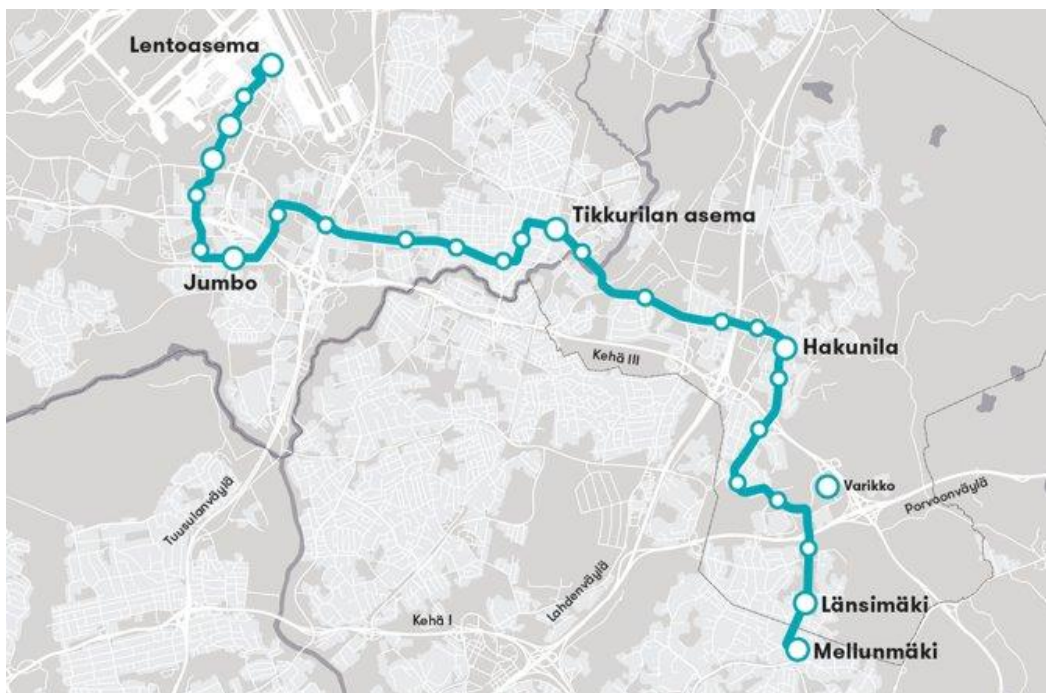 Lentoasema
Tikkurilan asema
Jumbo
Hakunila
Kehä III
Varikko
Porvoonväylä
Tuusulanväylä
Lahdenväylä
Länsimäki
Kehä I
Mellunmäki